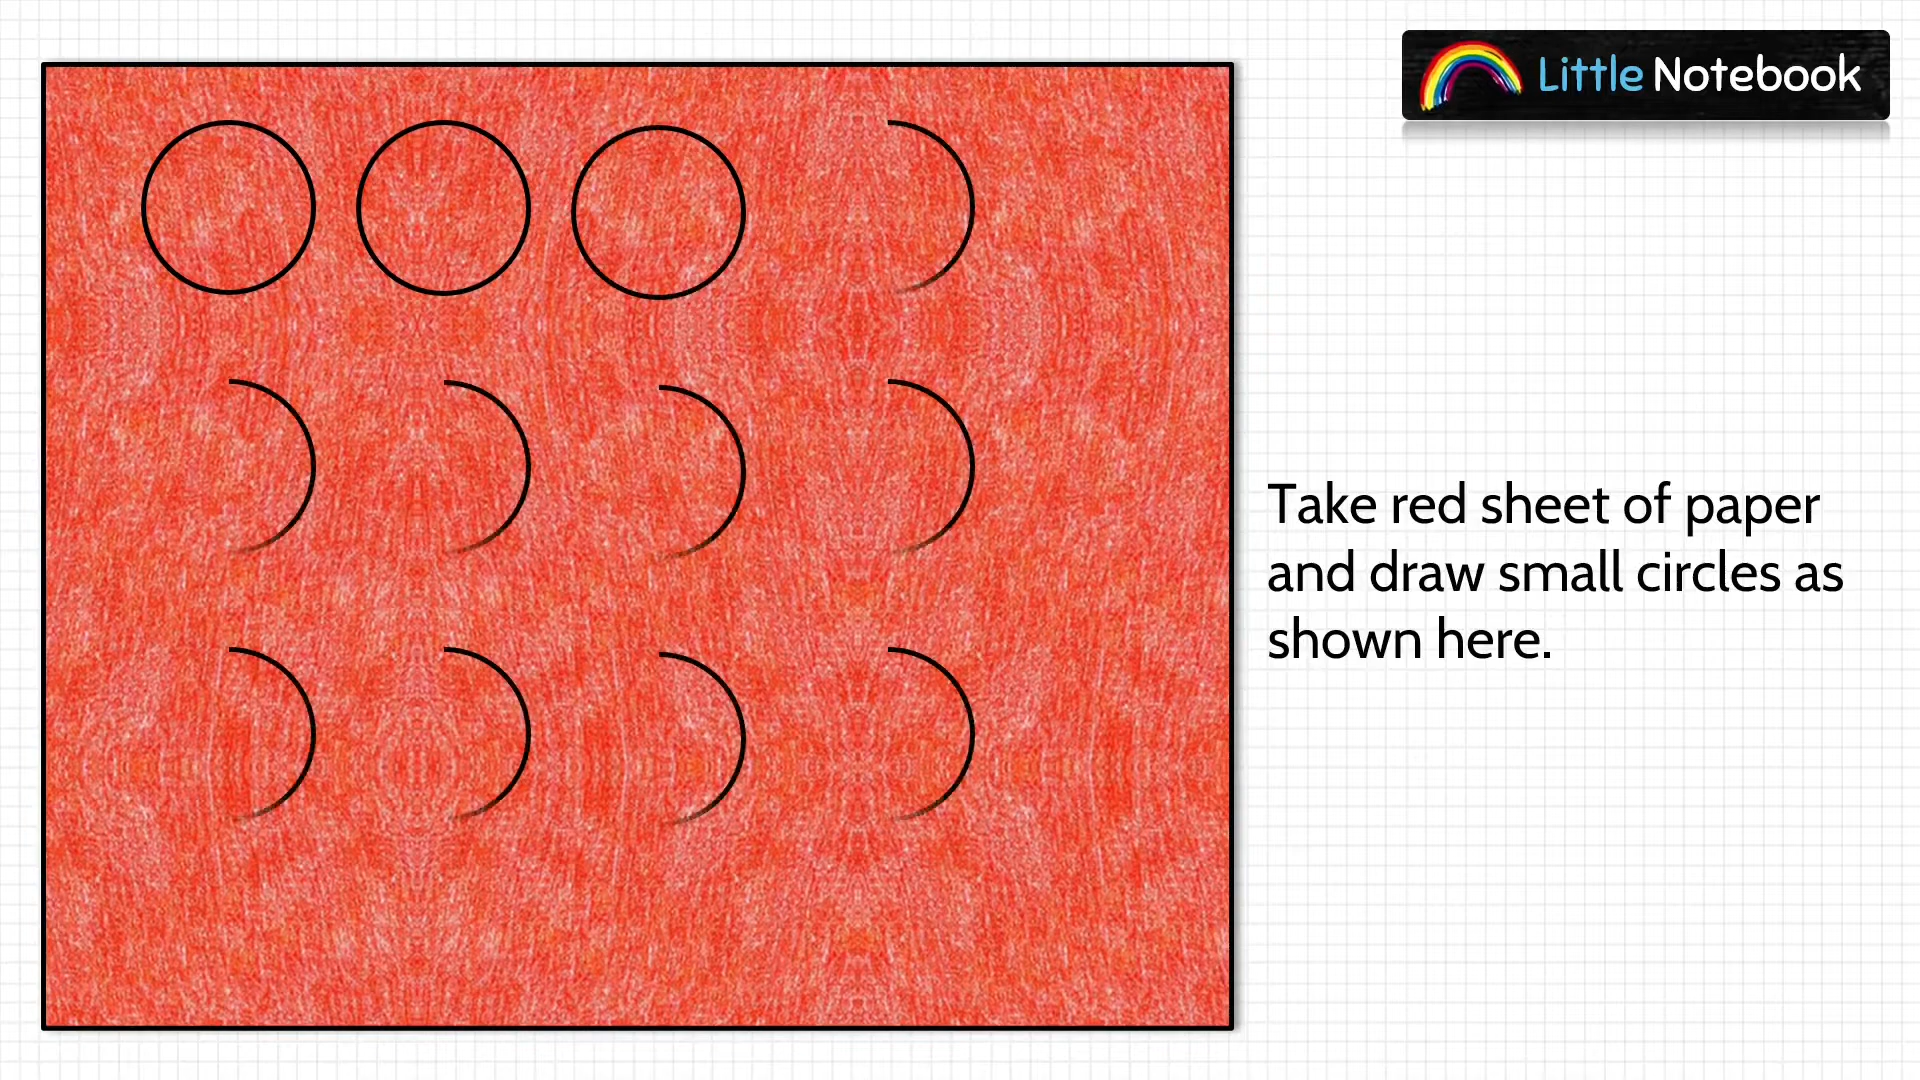 Little Notebook
Take red sheet of paper
and draw small circles as
shown here.